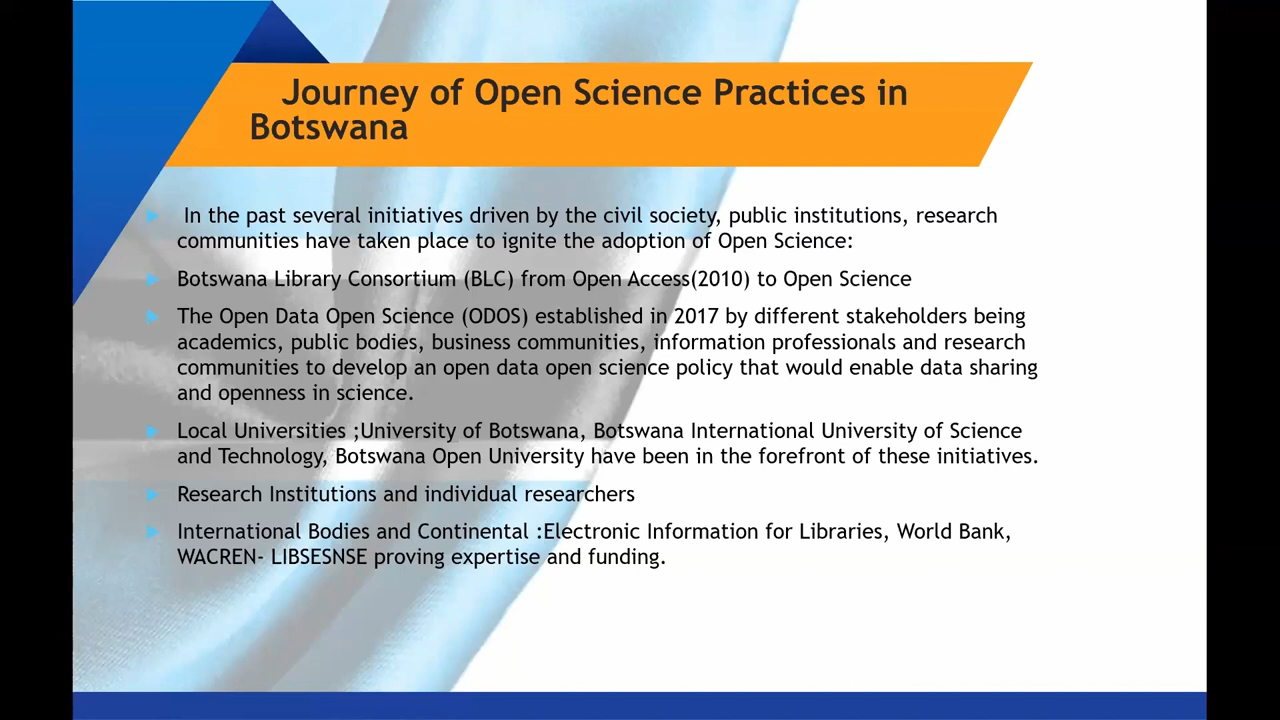 Journey of Open Science Practices in
Botswana
In the past several initiatives driven by the civil society, public institutions, research
communities have taken place to ignite the adoption of Open Science:
Botswana Library Consortium (BLC) from Open Access(2010) to Open Science
The Open Data Open Science (ODOS) established in 2017 by different stakeholders being
academics, public bodies, business communities, information professionals and research
communities to develop an open data open science policy that would enable data sharing
and openness in science.
Local Universities ;University of Botswana, Botswana International University of Science
and Technology, Botswana Open University have been in the forefront of these initiatives.
Research Institutions and individual researchers
International Bodies and Continental :Electronic Information for Libraries, World Bank,
WACREN- LIBSESNSE proving expertise and funding.